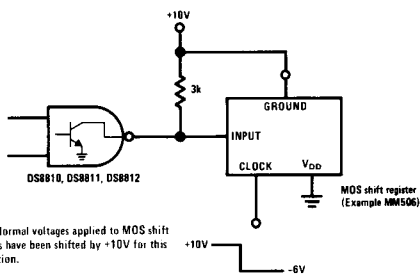 +10V
3k
GROUND
INPUT
CLOCK
VDD
DS8810, DS8811, DS8812
MOS shift register
(Example MM506)
ormal voltages applied to MOS shift
s have been shifted by +10V for this
tion.
+10V
−6V